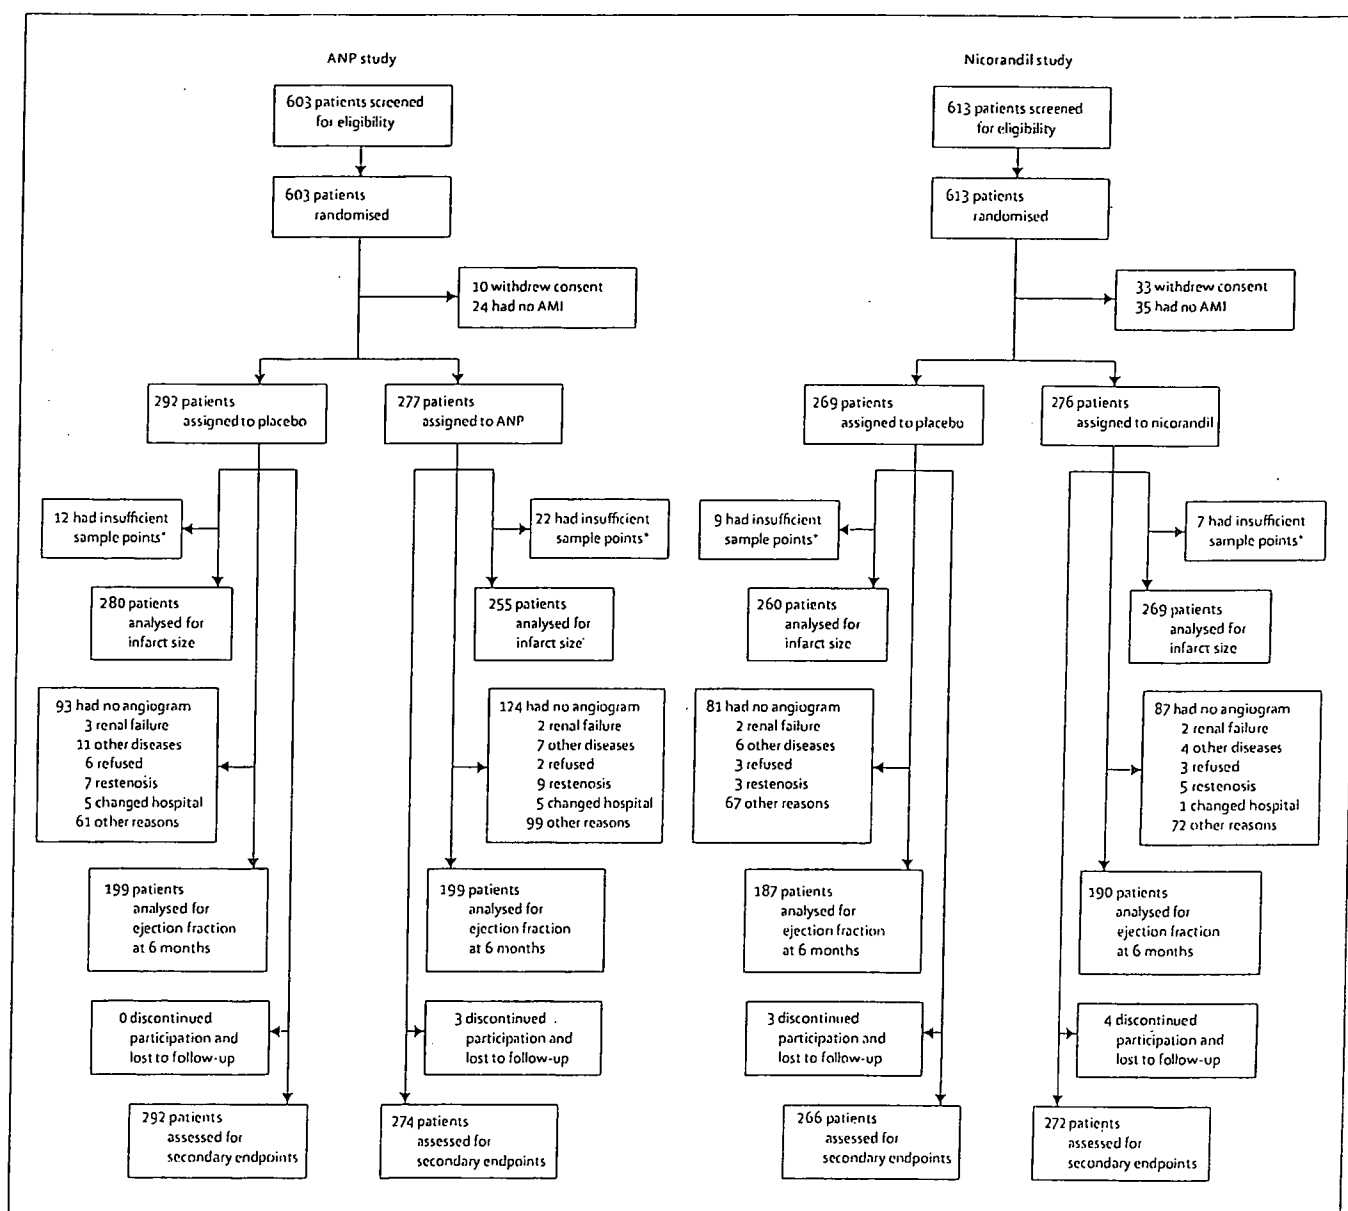 ANP study
603 patients screened
for eligibility
603 patients
randomised
10 withdrew consent
24 had no AMI
292 patients
assigned to placebo
277 patients
assigned to ANP
12 had insufficient
sample points*
22 had insufficient
sample points*
280 patients
analysed for
infarct size
255 patients
analysed for
infarct size
93 had no angiogram
3 renal failure
11 other diseases
6 refused
7 restenosis
5 changed hospital
61 other reasons
124 had no angiogram
2 renal failure
7 other diseases
2 refused
9 restenosis
5 changed hospital
99 other reasons
199 patients
analysed for
ejection fraction
at 6 months
199 patients
analysed for
ejection fraction
at 6 months
0 discontinued
participation and
lost to follow-up
3 discontinued
participation and
lost to follow-up
292 patients
assessed for
secondary endpoints
274 patients
assessed for
secondary endpoints
Nicorandil study
613 patients screened
for eligibility
613 patients
randomised
33 withdrew consent
35 had no AMI
269 patients
assigned to placebo
276 patients
assigned to nicorandil
9 had insufficient
sample points*
7 had insufficient
sample points*
260 patients
analysed for
infarct size
269 patients
analysed for
infarct size
81 had no angiogram
2 renal failure
6 other diseases
3 refused
3 restenosis
67 other reasons
87 had no angiogram
2 renal failure
4 other diseases
3 refused
5 restenosis
1 changed hospital
72 other reasons
187 patients
analysed for
ejection fraction
at 6 months
190 patients
analysed for
ejection fraction
at 6 months
3 discontinued
participation and
lost to follow-up
4 discontinued
participation and
lost to follow-up
266 patients
assessed for
secondary endpoints
272 patients
assessed for
secondary endpoints